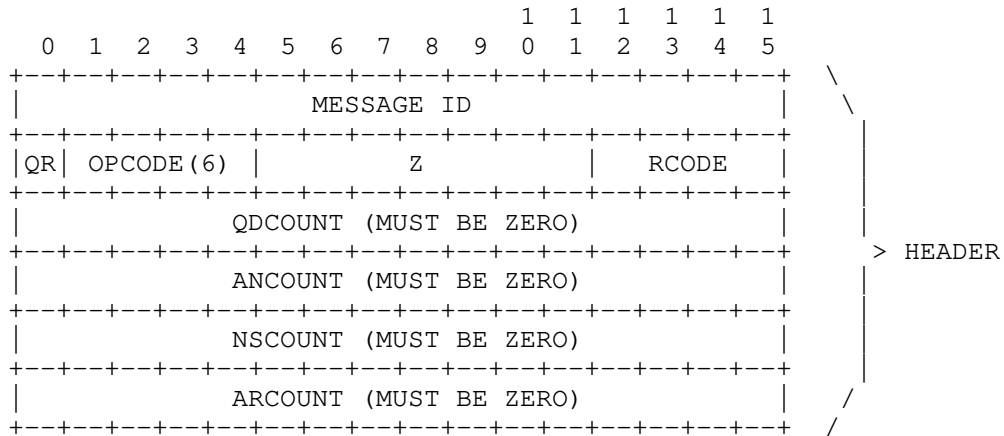 1 1 1 1 1 1
0 1 2 3 4 5 6 7 8 9 0 1 2 3 4 5
MESSAGE ID
QR OPCODE(6) Z RCODE
QDCOUNT (MUST BE ZERO)
ANCOUNT (MUST BE ZERO) > HEADER
NSCOUNT (MUST BE ZERO)
ARCOUNT (MUST BE ZERO)